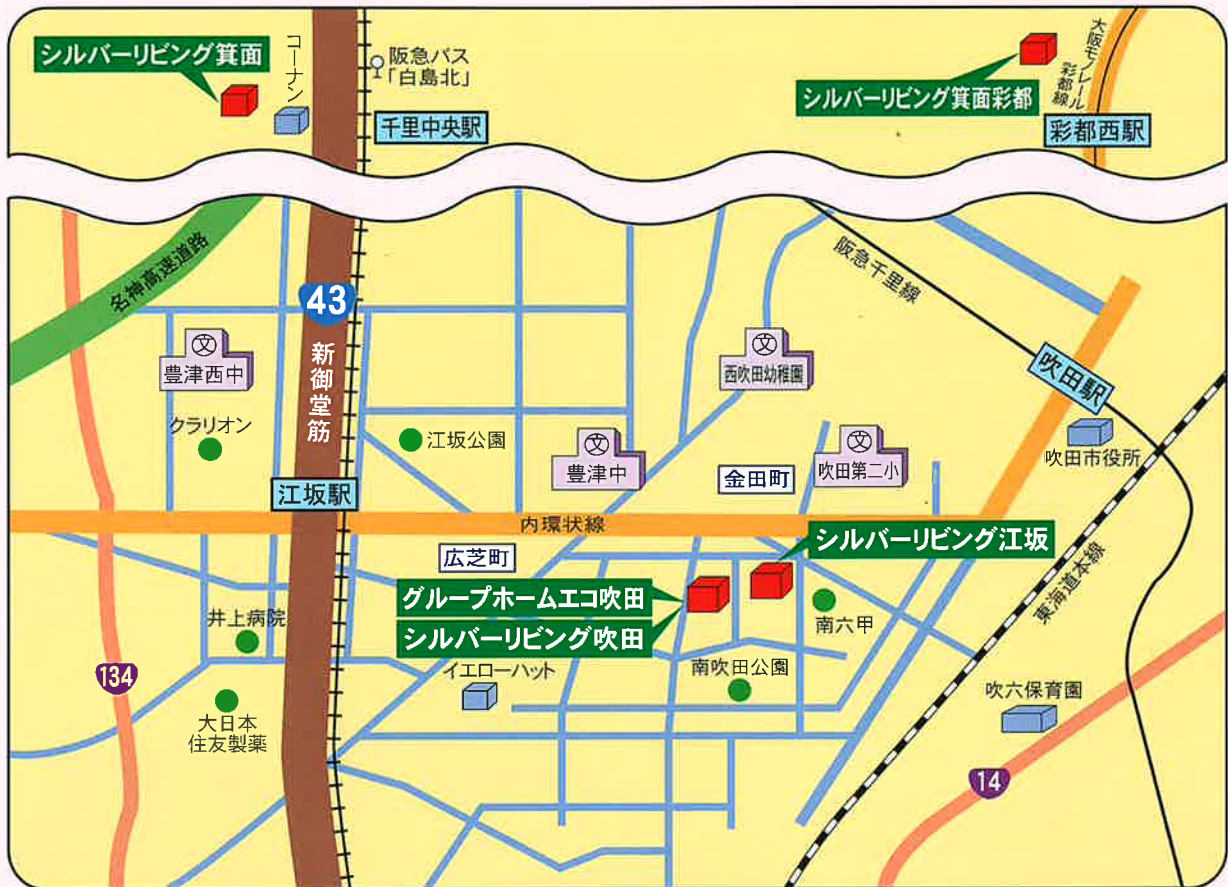 シルバーリビング箕面
コーナン
阪急バス
「白島北」
千里中央駅
シルバーリビング箕面彩都
大阪モノレール
彩都線
彩都西駅
名神高速道路
43
新御堂筋
阪急千里線
豊津西中
西吹田幼稚園
吹田駅
クラリオン
江坂公園
豊津中
金田町
吹田第二小
吹田市役所
江坂駅
内環状線
広芝町
シルバーリビング江坂
グループホームエコ吹田
シルバーリビング吹田
東海道本線
井上病院
南六甲
134
イエローハット
南吹田公園
吹六保育園
大日本
住友製薬
14
文
文
文
文